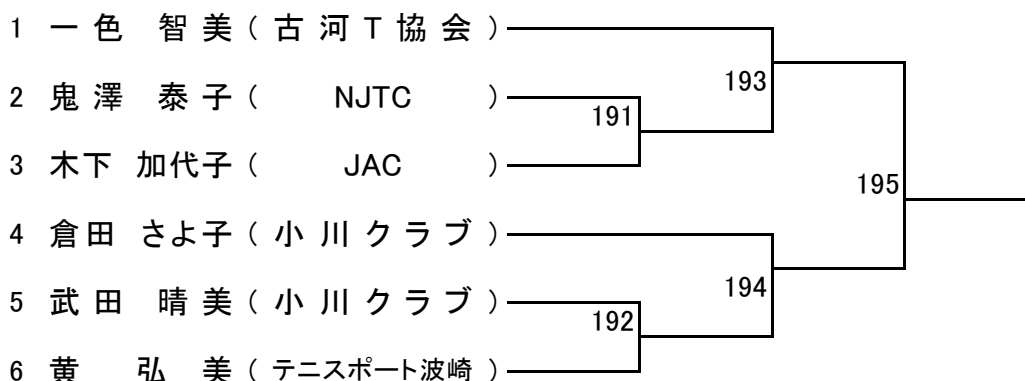 1 一色 智美 ( 古河T協会 )
193
2 鬼澤 泰子 ( NJTC )
191
3 木下 加代子 ( JAC )
195
4 倉田 さよ子 ( 小川クラブ )
194
5 武田 晴美 ( 小川クラブ )
192
6 黄 弘美 ( テニスポート波崎 )